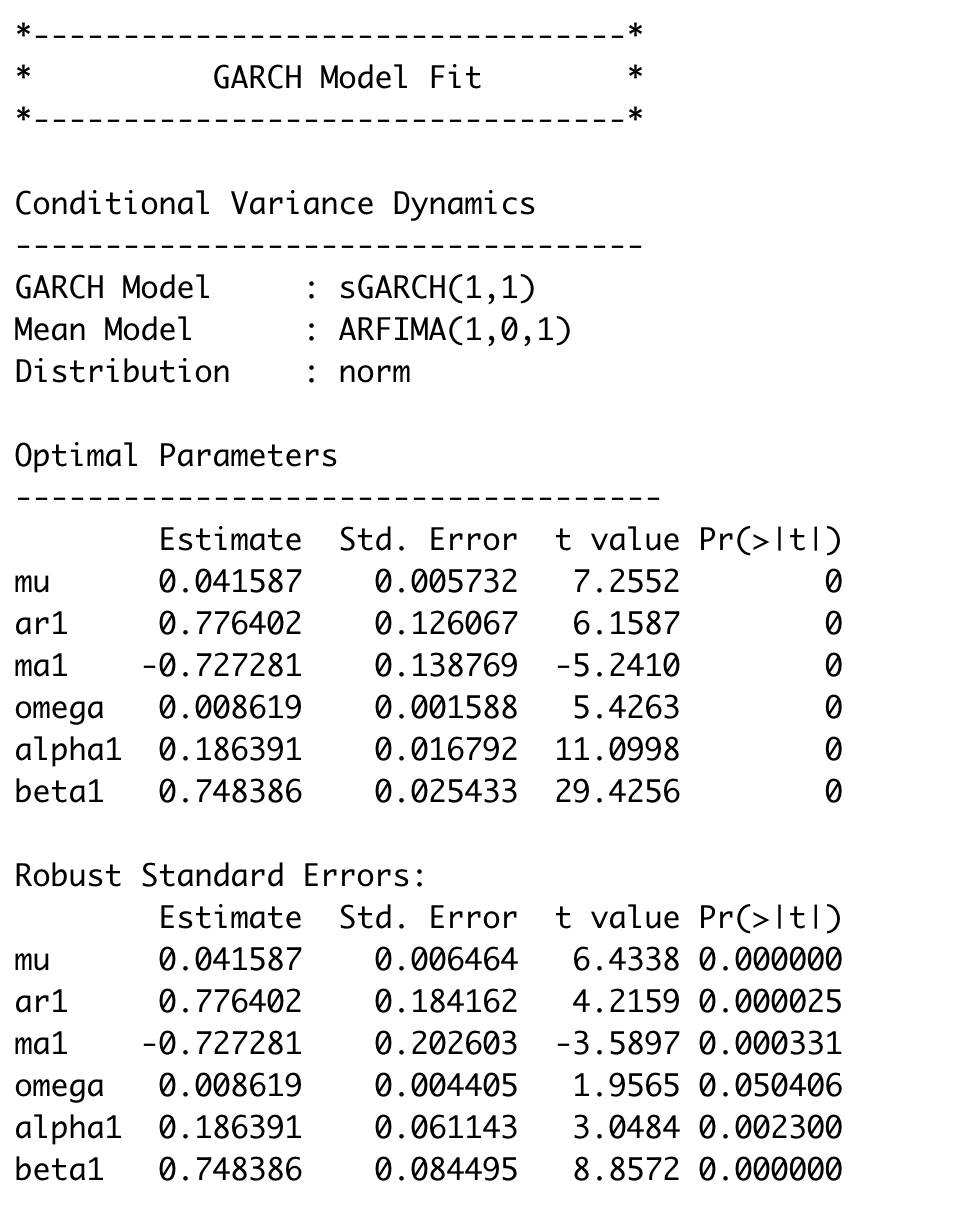 *---------------------------------*
*          GARCH Model Fit        *
*---------------------------------*
Conditional Variance Dynamics
-----------------------------------
GARCH Model     : sGARCH(1,1)
Mean Model      : ARFIMA(1,0,1)
Distribution    : norm
Optimal Parameters
------------------------------------
        Estimate  Std. Error  t value Pr(>|t|)
mu      0.041587    0.005732   7.2552        0
ar1     0.776402    0.126067   6.1587        0
ma1    -0.727281    0.138769  -5.2410        0
omega   0.008619    0.001588   5.4263        0
alpha1  0.186391    0.016792  11.0998        0
beta1   0.748386    0.025433  29.4256        0
Robust Standard Errors:
        Estimate  Std. Error  t value Pr(>|t|)
mu      0.041587    0.006464   6.4338 0.000000
ar1     0.776402    0.184162   4.2159 0.000025
ma1    -0.727281    0.202603  -3.5897 0.000331
omega   0.008619    0.004405   1.9565 0.050406
alpha1  0.186391    0.061143   3.0484 0.002300
beta1   0.748386    0.084495   8.8572 0.000000